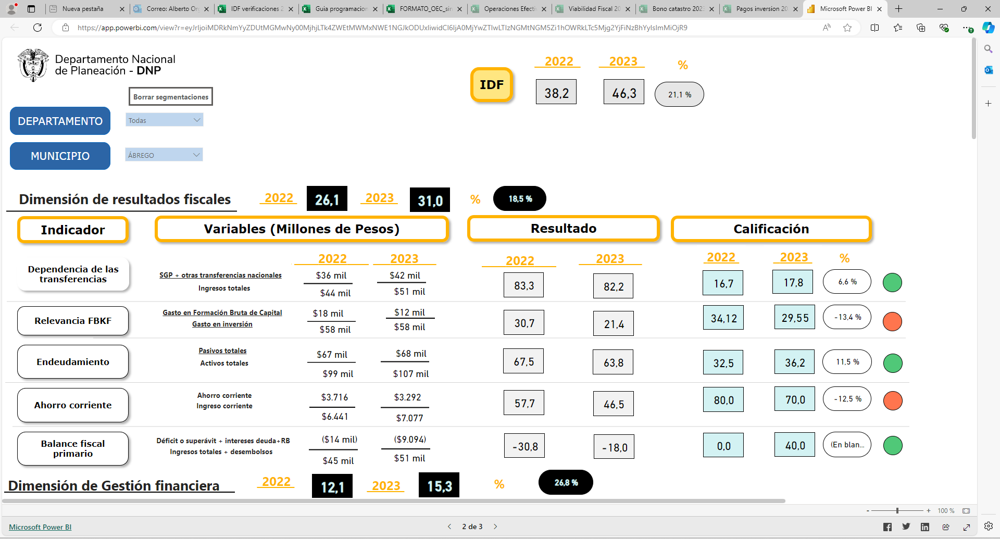 Nueva pestaña
Correo: Alberto Or
IDF verificaciones 2
Guia programacion
FORMATO_OEC_sin
Operaciones Efecti
Viabilidad Fiscal 20
Bono catastro 2023
Pagos inversion 20
Microsoft Power BI
Departamento Nacional
de Planeación - DNP
Borrar segmentaciones
DEPARTAMENTO
Todas
MUNICIPIO
ÁBREGO
IDF
2022 2023 %
38,2 46,3 21,1 %
Dimensión de resultados fiscales 2022 26,1 2023 31,0 % 18,5 %
Indicador Variables (Millones de Pesos) Resultado Calificación
2022 2023 2022 2023 2022 2023 %
Dependencia de las
transferencias
SGP + otras transferencias nacionales $36 mil $42 mil
Ingresos totales $44 mil $51 mil
83,3 82,2 16,7 17,8 6,6 %
Relevancia FBKF
Gasto en Formación Bruta de Capital $18 mil $12 mil
Gasto en inversión $58 mil $58 mil
30,7 21,4 34,12 29,55 -13,4 %
Endeudamiento
Pasivos totales $67 mil $68 mil
Activos totales $99 mil $107 mil
67,5 63,8 32,5 36,2 11,5 %
Ahorro corriente
Ahorro corriente $3.716 $3.292
Ingreso corriente $6.441 $7.077
57,7 46,5 80,0 70,0 -12,5 %
Balance fiscal
primario
Déficit o superávit + intereses deuda+RB ($14 mil) ($9.094)
Ingresos totales + desembolsos $45 mil $51 mil
-30,8 -18,0 0,0 40,0 (En blan...
Dimensión de Gestión financiera 2022 12,1 2023 15,3 % 26,8 %
- + 100 %
Microsoft Power BI
2 de 3